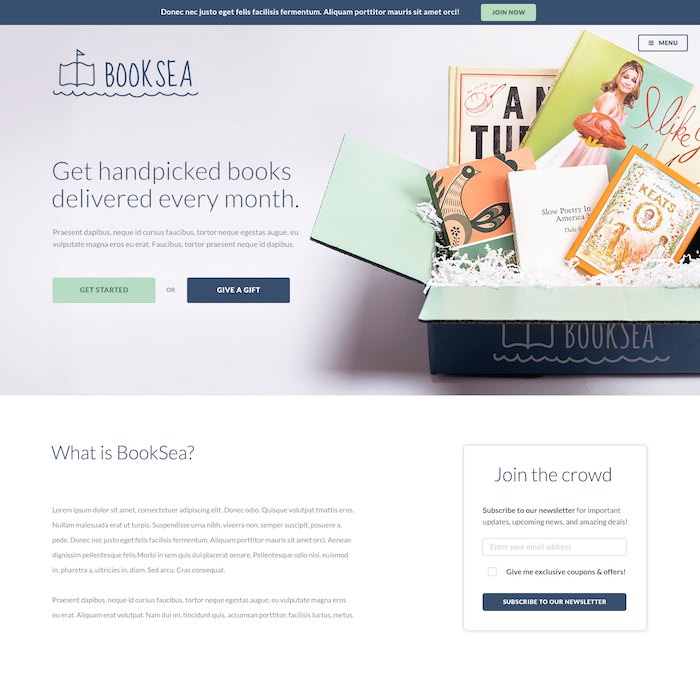 Donec nec justo eget felis facilisis fermentum. Aliquam porttitor mauris sit amet orci!
JOIN NOW
MENU
BOOKSEA
Get handpicked books
delivered every month.
Praesent dapibus, neque id cursus faucibus, tortor neque egestas augue, eu
vulputate magna eros eu erat. Faucibus, tortor praesent neque id dapibus.
GET STARTED
OR
GIVE A GIFT
I like
Slow Poetry In
America
Dale
KEATS
BOOKSEA
What is BookSea?
Lorem ipsum dolor sit amet, consectetuer adipiscing elit. Donec odio. Quisque volutpat tmattis eros.
Nullam malesuada erat ut turpis. Suspendisse urna nibh, viverra non, semper suscipit, posuere a,
pede. Donec nec justo eget felis facilisis fermentum. Aliquam porttitor mauris sit amet orci. Aenean
dignissim pellentesque felis.Morbi in sem quis dui placerat ornare. Pellentesque odio nisi, euismod
in, pharetra a, ultricies in, diam. Sed arcu. Cras consequat.
Praesent dapibus, neque id cursus faucibus, tortor neque egestas augue, eu vulputate magna eros
eu erat. Aliquam erat volutpat. Nam dui mi, tincidunt quis, accumsan porttitor, facilisis luctus, metus.
Join the crowd
Subscribe to our newsletter for important
updates, upcoming news, and amazing deals!
Enter your email address
Give me exclusive coupons & offers!
SUBSCRIBE TO OUR NEWSLETTER